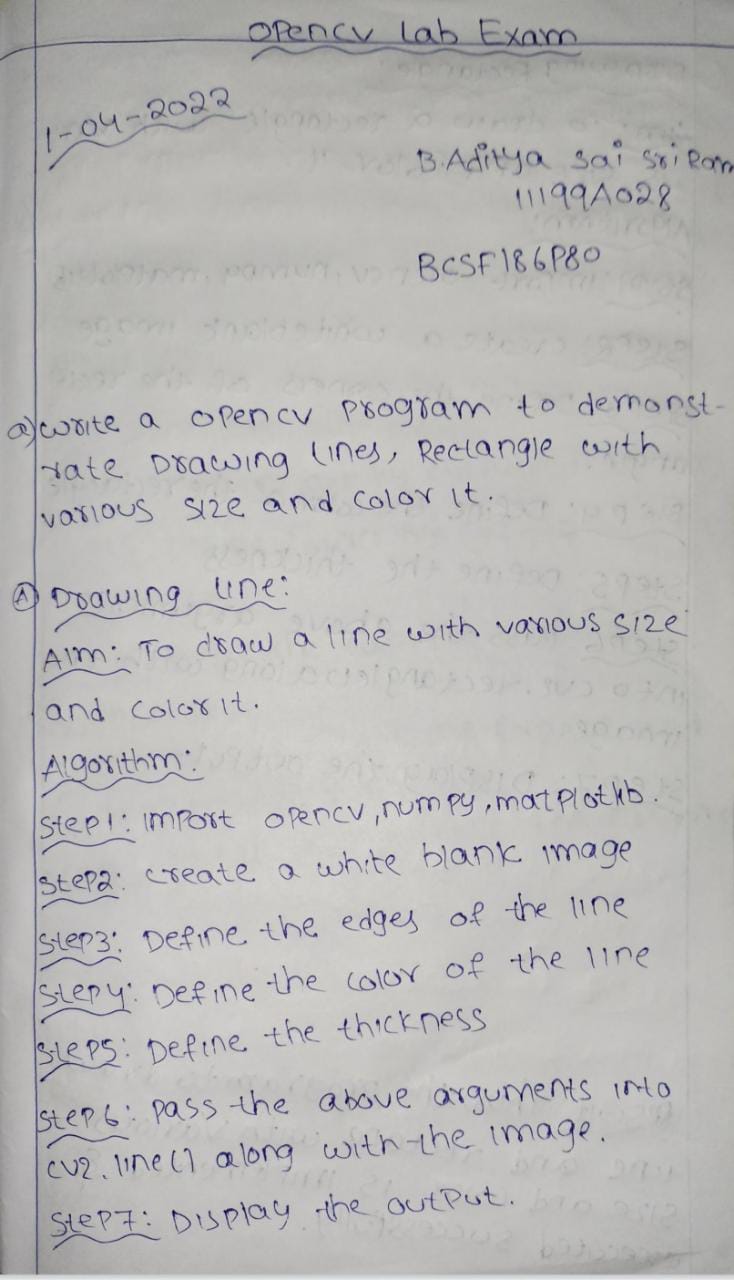 Opencv Lab Exam
1-04-2022
B.Aditya Sai Sri Ram
11199A028
BCSF186P80
a) write a opencv program to demonst-
rate Drawing lines, Rectangle with
various size and color it.
A) Drawing line:
Aim: To draw a line with various size
and color it.
Algorithm:
Step1: import opencv, numpy, matplotlib.
Step2: create a white blank image
Step3: Define the edges of the line
Step4: Define the color of the line
Step5: Define the thickness
Step6: pass the above arguments into
cv2.line() along with the image.
Step7: Display the output.